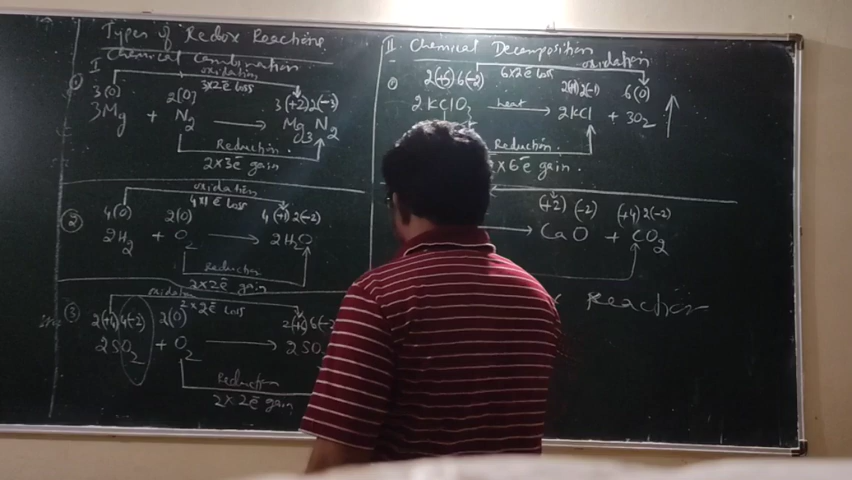 Types of Redox Reactions
I Chemical Combination
① oxidation
3×2ē loss
3(0) 2(0) 3(+2) 2(-3)
3Mg + N2 → Mg3N2
Reduction
2×3ē gain
oxidation
4×1ē loss
② 4(0) 2(0) 4(+1) 2(-2)
2H2 + O2 → 2H2O
Reduction
2×2ē gain
oxidation
③ 2×2ē loss
2(+4) 4(-2) 2(0)
2SO2 + O2 → 2SO
Reduction
2×2ē gain
II Chemical Decomposition
oxidation
6×2ē loss
① 2(+5) 6(-2) 2(+1) 2(-1) 6(0)
2KClO3 heat → 2KCl + 3O2 ↑
Reduction.
×6ē gain.
(+2) (-2) (+4) 2(-2)
→ CaO + CO2
Reaction